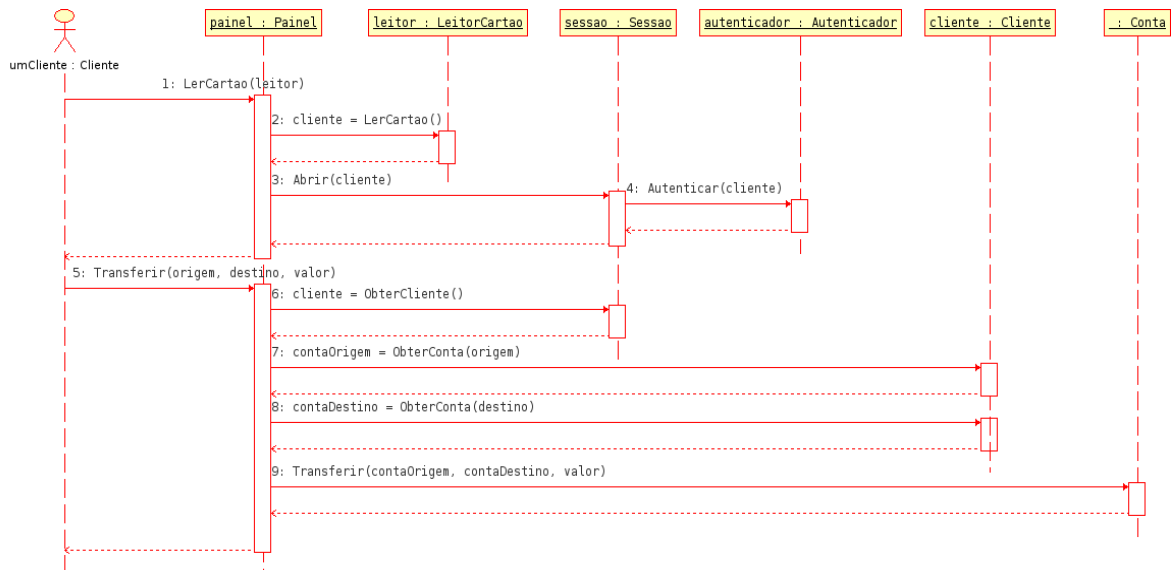 painel : Painel
leitor : LeitorCartao
sessao : Sessao
autenticador : Autenticador
cliente : Cliente
: Conta
umCliente : Cliente
1: LerCartao(leitor)
2: cliente = LerCartao()
3: Abrir(cliente)
4: Autenticar(cliente)
5: Transferir(origem, destino, valor)
6: cliente = ObterCliente()
7: contaOrigem = ObterConta(origem)
8: contaDestino = ObterConta(destino)
9: Transferir(contaOrigem, contaDestino, valor)